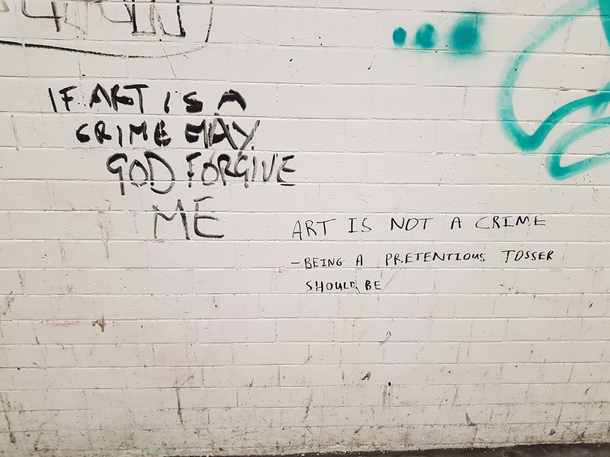 IF ART IS A
CRIME MAY
GOD FORGIVE
ME
ART IS NOT A CRIME
- BEING A PRETENTIOUS TOSSER
SHOULD BE